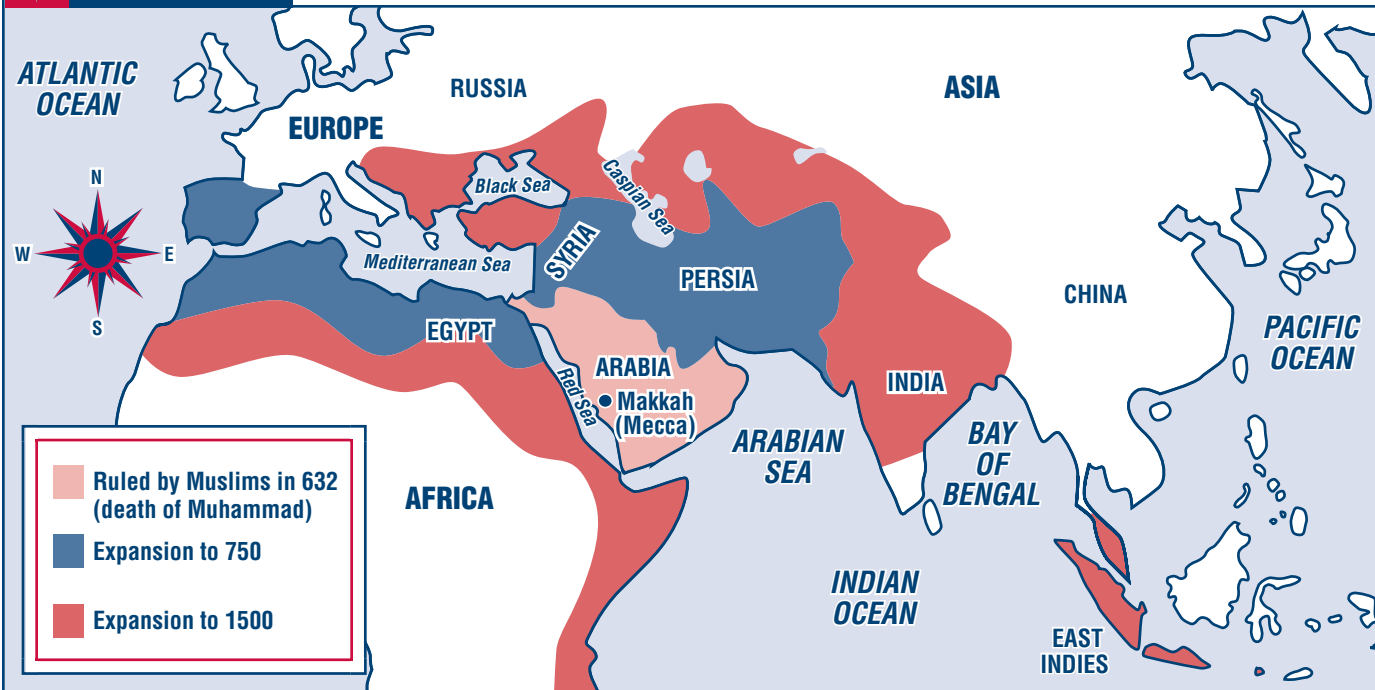 ATLANTIC
OCEAN
RUSSIA
ASIA
EUROPE
N
W
E
S
Black Sea
Caspian Sea
Mediterranean Sea
SYRIA
PERSIA
CHINA
EGYPT
PACIFIC
OCEAN
ARABIA
Red Sea
Makkah
(Mecca)
INDIA
ARABIAN
SEA
BAY
OF
BENGAL
AFRICA
INDIAN
OCEAN
EAST
INDIES
Ruled by Muslims in 632
(death of Muhammad)
Expansion to 750
Expansion to 1500